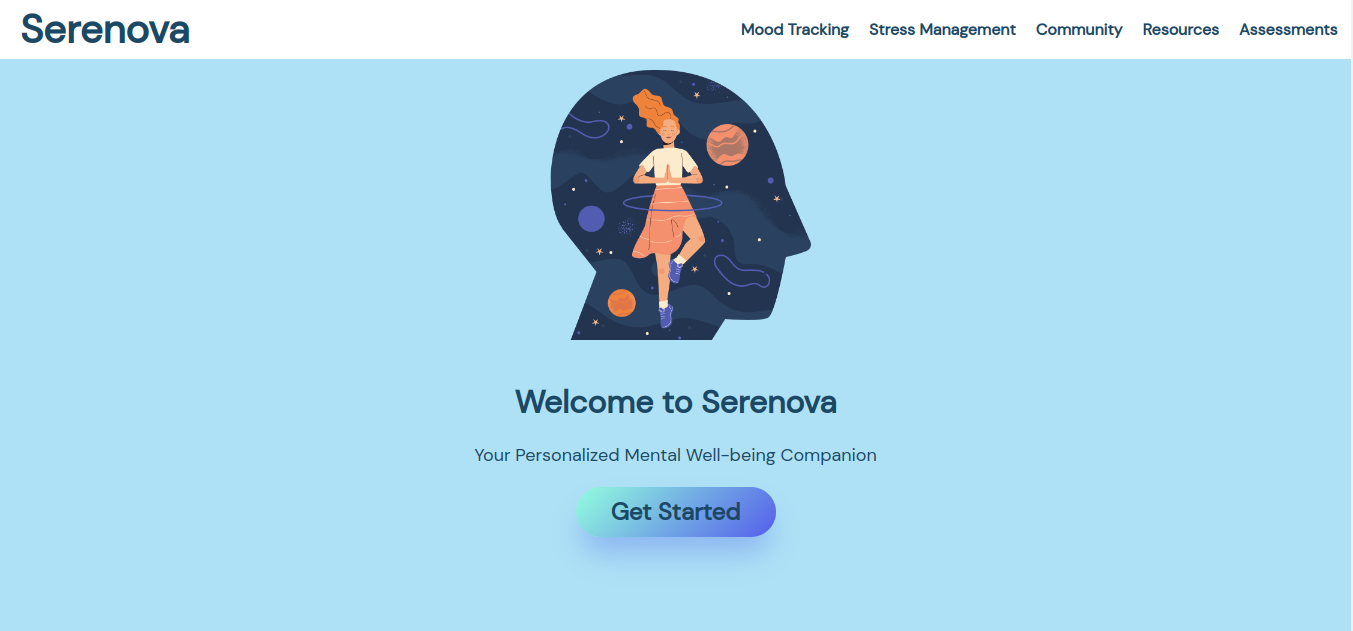 Serenova
Mood Tracking Stress Management Community Resources Assessments
Welcome to Serenova
Your Personalized Mental Well-being Companion
Get Started